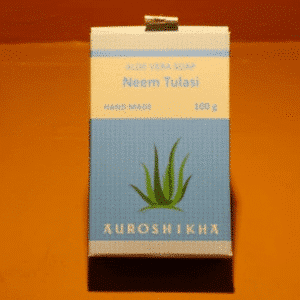 ALOE VERA SOAP
Neem Tulasi
HAND MADE 100 g
AUROSHIKHA